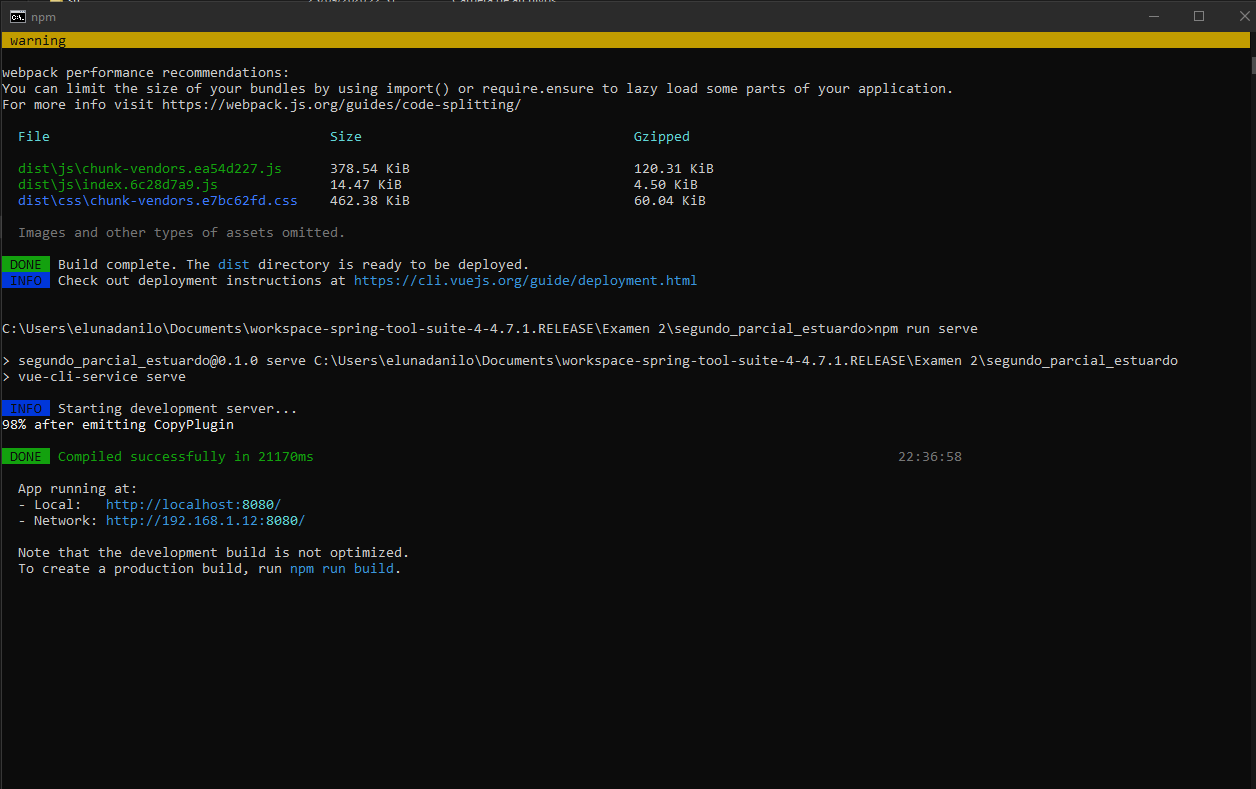 npm
warning
webpack performance recommendations:
You can limit the size of your bundles by using import() or require.ensure to lazy load some parts of your application.
For more info visit https://webpack.js.org/guides/code-splitting/
File Size Gzipped
dist\js\chunk-vendors.ea54d227.js 378.54 KiB 120.31 KiB
dist\js\index.6c28d7a9.js 14.47 KiB 4.50 KiB
dist\css\chunk-vendors.e7bc62fd.css 462.38 KiB 60.04 KiB
Images and other types of assets omitted.
DONE Build complete. The dist directory is ready to be deployed.
INFO Check out deployment instructions at https://cli.vuejs.org/guide/deployment.html
C:\Users\elunadanilo\Documents\workspace-spring-tool-suite-4-4.7.1.RELEASE\Examen 2\segundo_parcial_estuardo>npm run serve
> segundo_parcial_estuardo@0.1.0 serve C:\Users\elunadanilo\Documents\workspace-spring-tool-suite-4-4.7.1.RELEASE\Examen 2\segundo_parcial_estuardo
> vue-cli-service serve
INFO Starting development server...
98% after emitting CopyPlugin
DONE Compiled successfully in 21170ms 22:36:58
App running at:
- Local: http://localhost:8080/
- Network: http://192.168.1.12:8080/
Note that the development build is not optimized.
To create a production build, run npm run build.